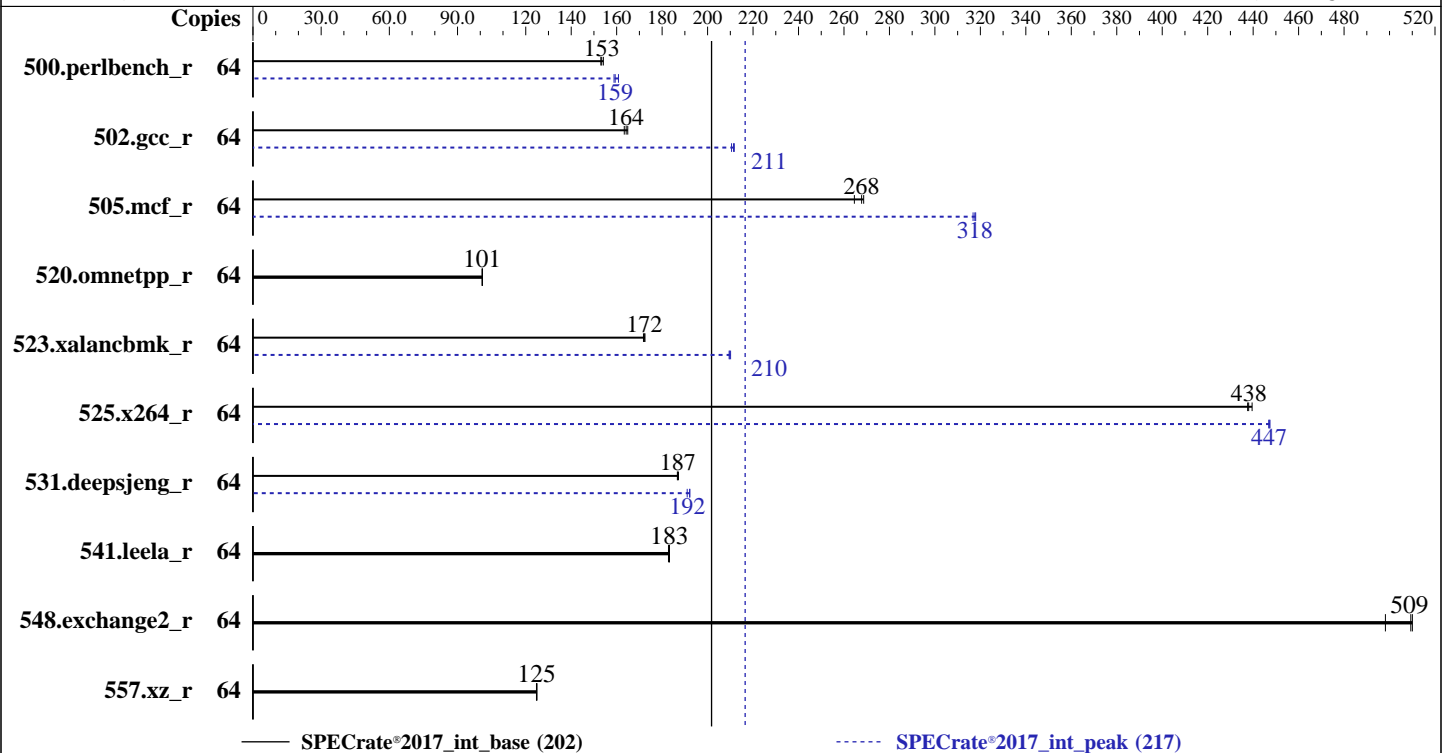 Copies 0 30.0 60.0 90.0 120 140 160 180 200 220 240 260 280 300 320 340 360 380 400 420 440 460 480 520
153
500.perlbench_r 64
159
164
502.gcc_r 64
211
268
505.mcf_r 64
318
101
520.omnetpp_r 64
172
523.xalancbmk_r 64
210
438
525.x264_r 64
447
187
531.deepsjeng_r 64
192
183
541.leela_r 64
509
548.exchange2_r 64
125
557.xz_r 64
SPECrate®2017_int_base (202) SPECrate®2017_int_peak (217)